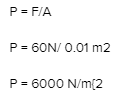 P = F/A
P = 60N/ 0.01 m2
P = 6000 N/m{2